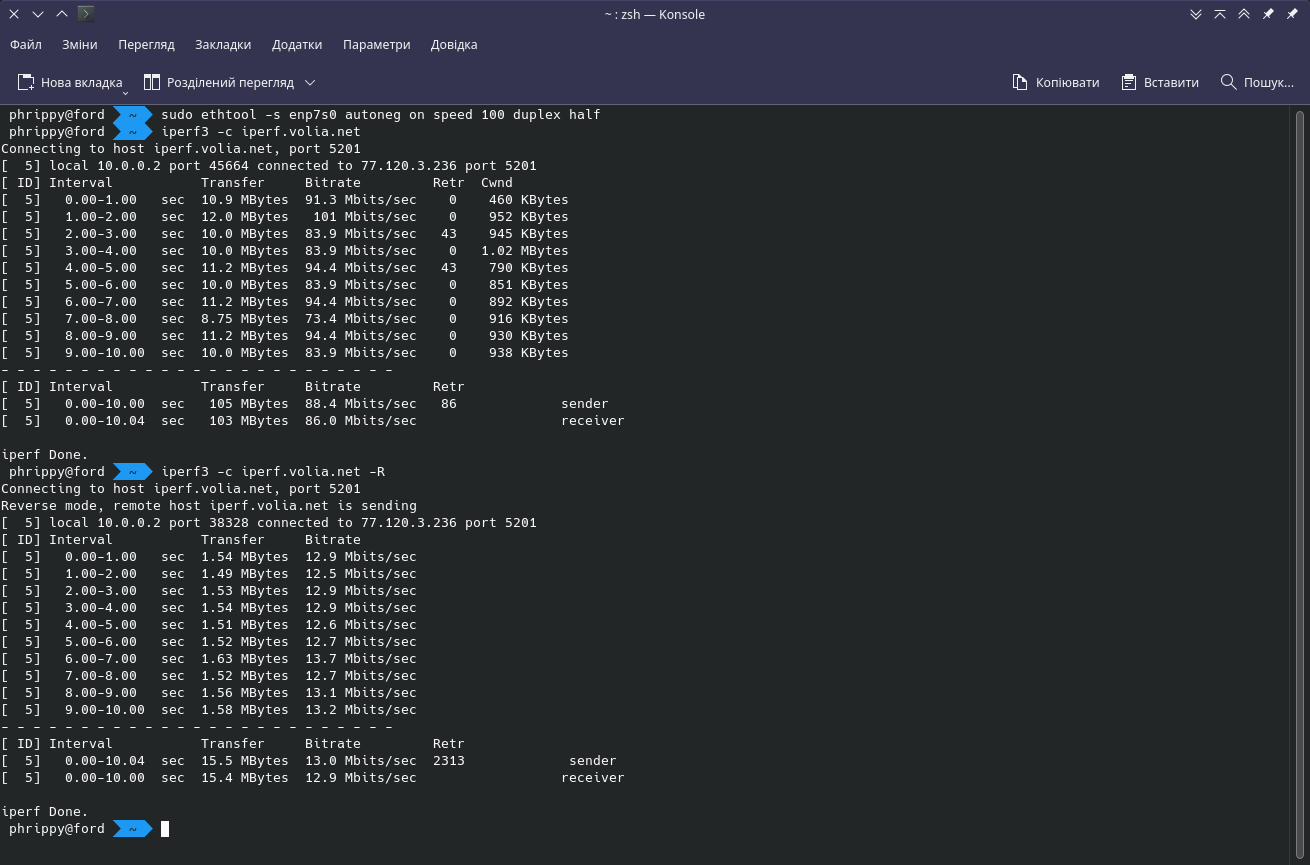 ~ : zsh — Konsole
Файл Зміни Перегляд Закладки Додатки Параметри Довідка
Нова вкладка Розділений перегляд Копіювати Вставити Пошук...
phrippy@ford ~ sudo ethtool -s enp7s0 autoneg on speed 100 duplex half
phrippy@ford ~ iperf3 -c iperf.volia.net
Connecting to host iperf.volia.net, port 5201
[  5] local 10.0.0.2 port 45664 connected to 77.120.3.236 port 5201
[ ID] Interval           Transfer     Bitrate         Retr  Cwnd
[  5]   0.00-1.00   sec  10.9 MBytes  91.3 Mbits/sec    0    460 KBytes
[  5]   1.00-2.00   sec  12.0 MBytes   101 Mbits/sec    0    952 KBytes
[  5]   2.00-3.00   sec  10.0 MBytes  83.9 Mbits/sec   43    945 KBytes
[  5]   3.00-4.00   sec  10.0 MBytes  83.9 Mbits/sec    0   1.02 MBytes
[  5]   4.00-5.00   sec  11.2 MBytes  94.4 Mbits/sec   43    790 KBytes
[  5]   5.00-6.00   sec  10.0 MBytes  83.9 Mbits/sec    0    851 KBytes
[  5]   6.00-7.00   sec  11.2 MBytes  94.4 Mbits/sec    0    892 KBytes
[  5]   7.00-8.00   sec  8.75 MBytes  73.4 Mbits/sec    0    916 KBytes
[  5]   8.00-9.00   sec  11.2 MBytes  94.4 Mbits/sec    0    930 KBytes
[  5]   9.00-10.00  sec  10.0 MBytes  83.9 Mbits/sec    0    938 KBytes
- - - - - - - - - - - - - - - - - - - - - - - - -
[ ID] Interval           Transfer     Bitrate         Retr
[  5]   0.00-10.00  sec   105 MBytes  88.4 Mbits/sec   86             sender
[  5]   0.00-10.04  sec   103 MBytes  86.0 Mbits/sec                  receiver
iperf Done.
phrippy@ford ~ iperf3 -c iperf.volia.net -R
Connecting to host iperf.volia.net, port 5201
Reverse mode, remote host iperf.volia.net is sending
[  5] local 10.0.0.2 port 38328 connected to 77.120.3.236 port 5201
[ ID] Interval           Transfer     Bitrate
[  5]   0.00-1.00   sec  1.54 MBytes  12.9 Mbits/sec
[  5]   1.00-2.00   sec  1.49 MBytes  12.5 Mbits/sec
[  5]   2.00-3.00   sec  1.53 MBytes  12.9 Mbits/sec
[  5]   3.00-4.00   sec  1.54 MBytes  12.9 Mbits/sec
[  5]   4.00-5.00   sec  1.51 MBytes  12.6 Mbits/sec
[  5]   5.00-6.00   sec  1.52 MBytes  12.7 Mbits/sec
[  5]   6.00-7.00   sec  1.63 MBytes  13.7 Mbits/sec
[  5]   7.00-8.00   sec  1.52 MBytes  12.7 Mbits/sec
[  5]   8.00-9.00   sec  1.56 MBytes  13.1 Mbits/sec
[  5]   9.00-10.00  sec  1.58 MBytes  13.2 Mbits/sec
- - - - - - - - - - - - - - - - - - - - - - - - -
[ ID] Interval           Transfer     Bitrate         Retr
[  5]   0.00-10.04  sec  15.5 MBytes  13.0 Mbits/sec  2313             sender
[  5]   0.00-10.00  sec  15.4 MBytes  12.9 Mbits/sec                  receiver
iperf Done.
phrippy@ford ~